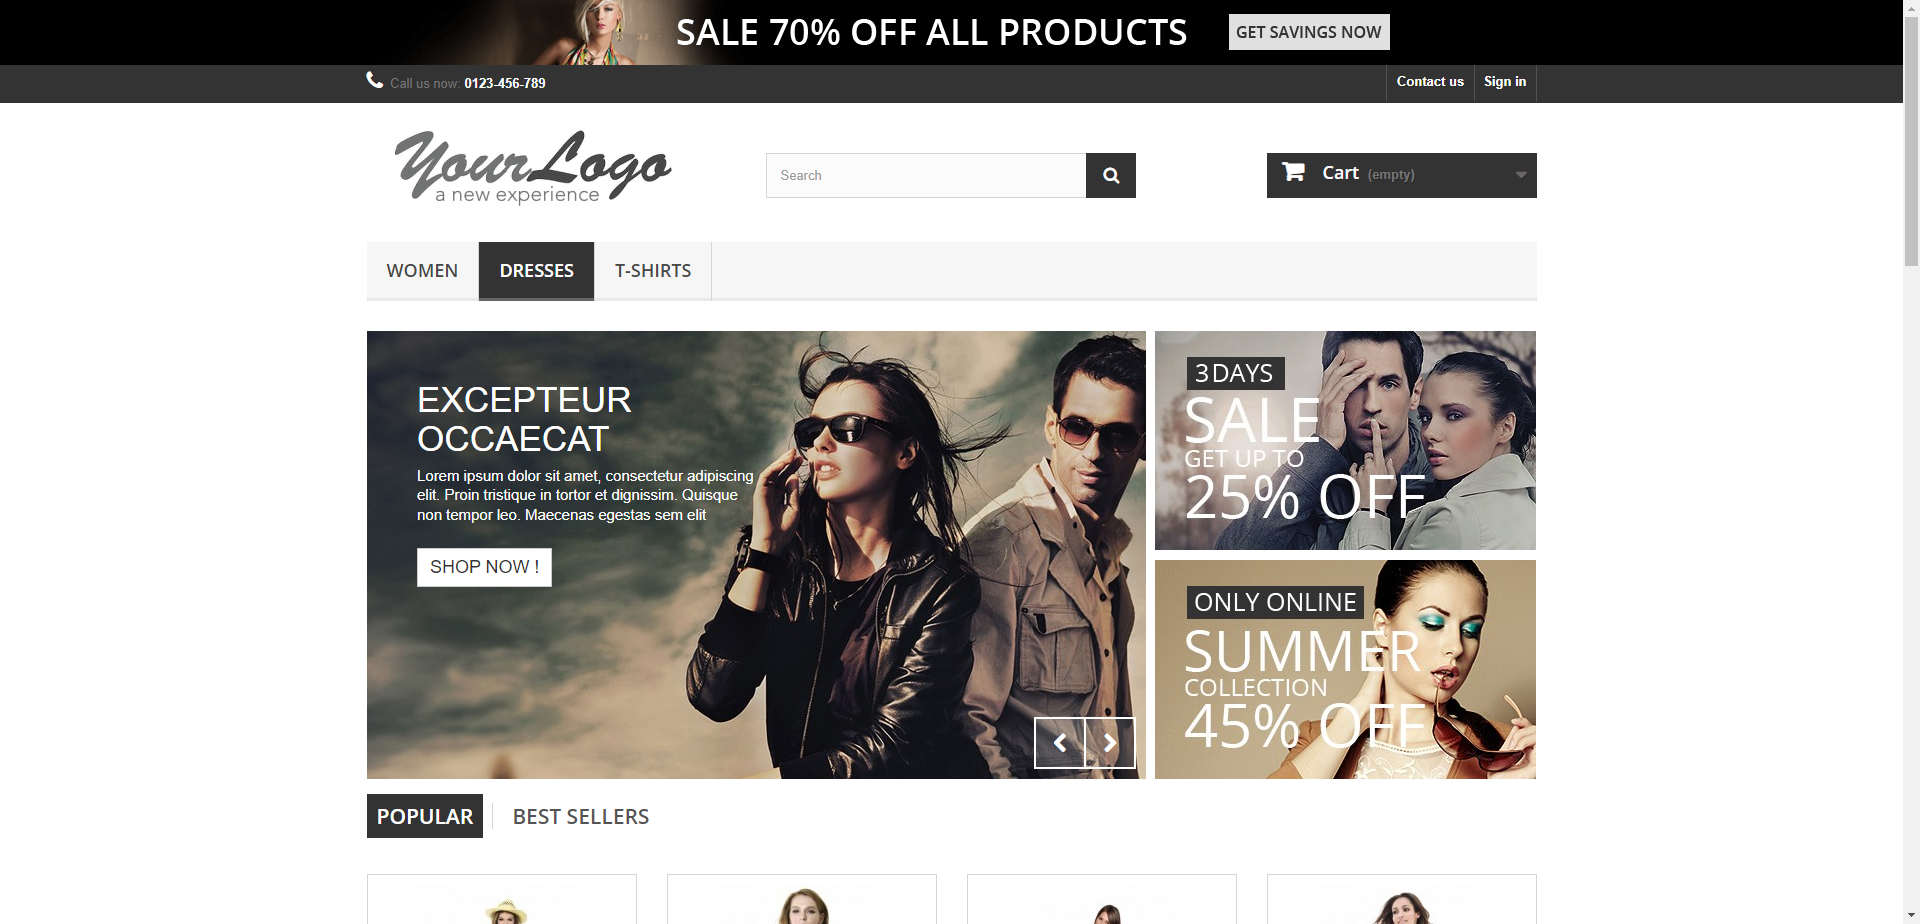 SALE 70% OFF ALL PRODUCTS
GET SAVINGS NOW
Call us now: 0123-456-789
Contact us
Sign in
YourLogo
a new experience
Search
Cart (empty)
WOMEN
DRESSES
T-SHIRTS
EXCEPTEUR
OCCAECAT
Lorem ipsum dolor sit amet, consectetur adipiscing
elit. Proin tristique in tortor et dignissim. Quisque
non tempor leo. Maecenas egestas sem elit
SHOP NOW !
3 DAYS
SALE
GET UP TO
25% OFF
ONLY ONLINE
SUMMER
COLLECTION
45% OFF
POPULAR
BEST SELLERS